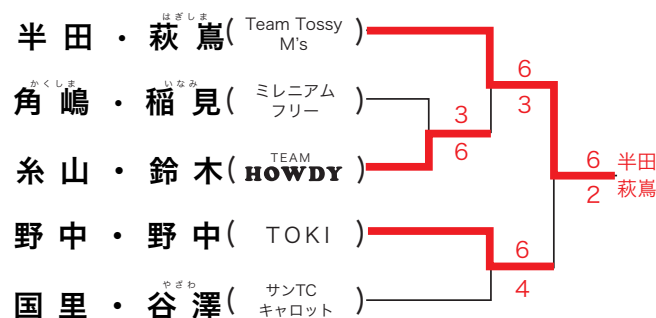 はぎしま
半田・萩嶌(Team Tossy M's)
かくしま いなみ
角嶋・稲見(ミレニアムフリー)
糸山・鈴木(TEAM HOWDY)
野中・野中(TOKI)
やざわ
国里・谷澤(サンTCキャロット)
3
6
6
3
6
4
6
2
半田
萩嶌